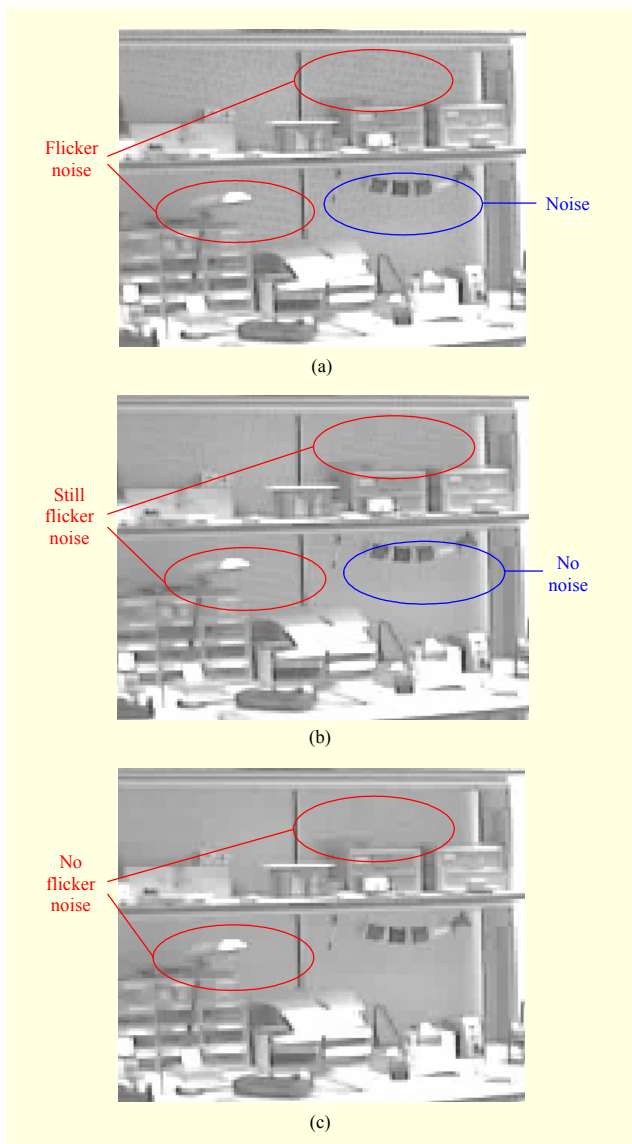 Flicker
noise
Noise
(a)
Still
flicker
noise
No
noise
(b)
No
flicker
noise
(c)